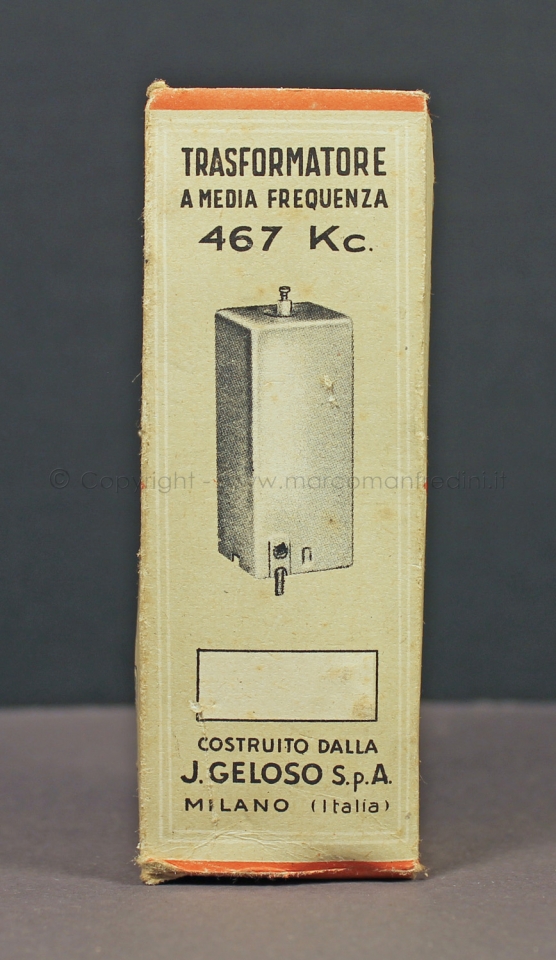 TRASFORMATORE
A MEDIA FREQUENZA
467 Kc.
© Copyright - www.marcomanfredini.it
COSTRUITO DALLA
J. GELOSO S.p.A.
MILANO (Italia)